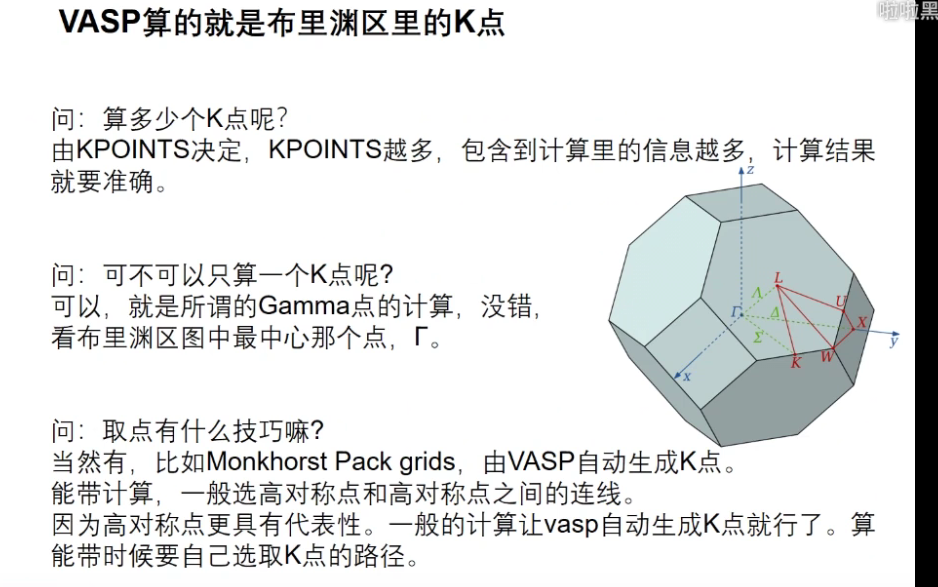 啦啦黑
VASP算的就是布里渊区里的K点
问：算多少个K点呢？
由KPOINTS决定，KPOINTS越多，包含到计算里的信息越多，计算结果
就要准确。
问：可不可以只算一个K点呢?
可以，就是所谓的Gamma点的计算，没错，
看布里渊区图中最中心那个点，Γ。
z
L
Λ
U
Γ
Δ
X
Σ
y
K
W
x
问：取点有什么技巧嘛?
当然有，比如Monkhorst Pack grids，由VASP自动生成K点。
能带计算，一般选高对称点和高对称点之间的连线。
因为高对称点更具有代表性。一般的计算让vasp自动生成K点就行了。算
能带时候要自己选取K点的路径。